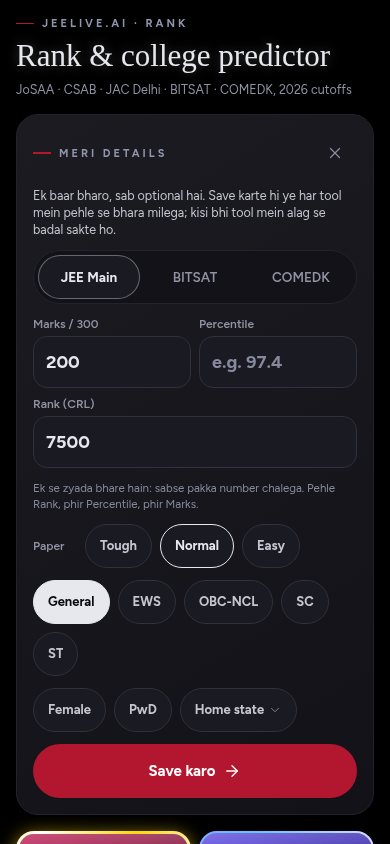 JEELIVE.AI · RANK
Rank & college predictor
JoSAA · CSAB · JAC Delhi · BITSAT · COMEDK, 2026 cutoffs
MERI DETAILS
Ek baar bharo, sab optional hai. Save karte hi ye har tool
mein pehle se bhara milega; kisi bhi tool mein alag se
badal sakte ho.
JEE Main BITSAT COMEDK
Marks / 300 Percentile
200 e.g. 97.4
Rank (CRL)
7500
Ek se zyada bhare hain: sabse pakka number chalega. Pehle
Rank, phir Percentile, phir Marks.
Paper Tough Normal Easy
General EWS OBC-NCL SC
ST
Female PwD Home state
Save karo